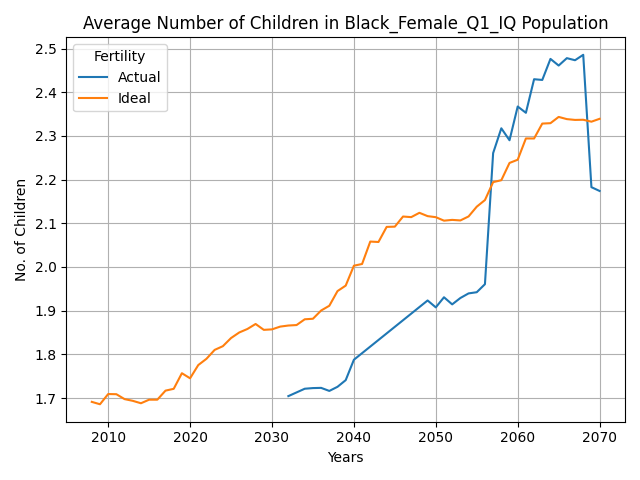 Average Number of Children in Black_Female_Q1_IQ Population
Fertility
Actual
Ideal
No. of Children
2.5
2.4
2.3
2.2
2.1
2.0
1.9
1.8
1.7
2010 2020 2030 2040 2050 2060 2070
Years